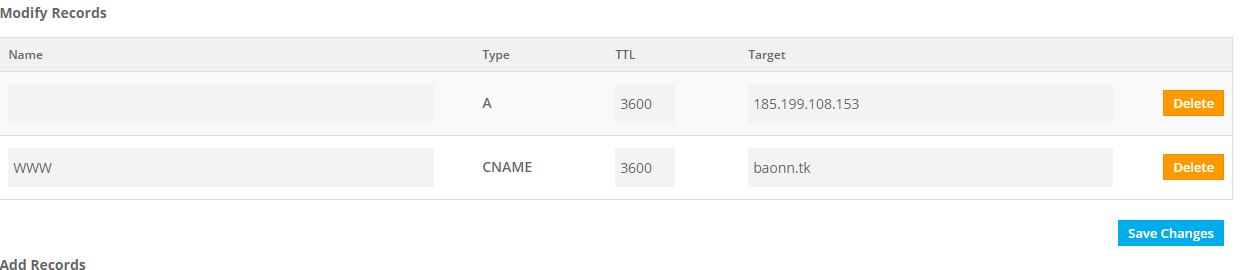 Modify Records
Name Type TTL Target
A 3600 185.199.108.153 Delete
WWW CNAME 3600 baonn.tk Delete
Save Changes
Add Records